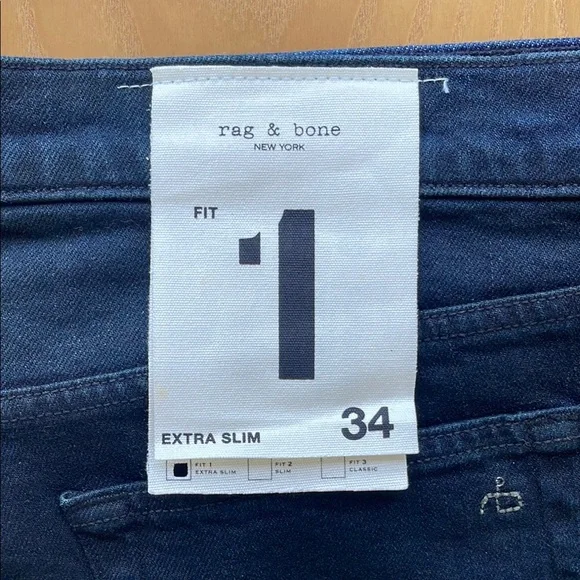 rag & bone
NEW YORK
FIT
1
EXTRA SLIM 34
FIT 1 FIT 2 FIT 3
EXTRA SLIM SLIM CLASSIC